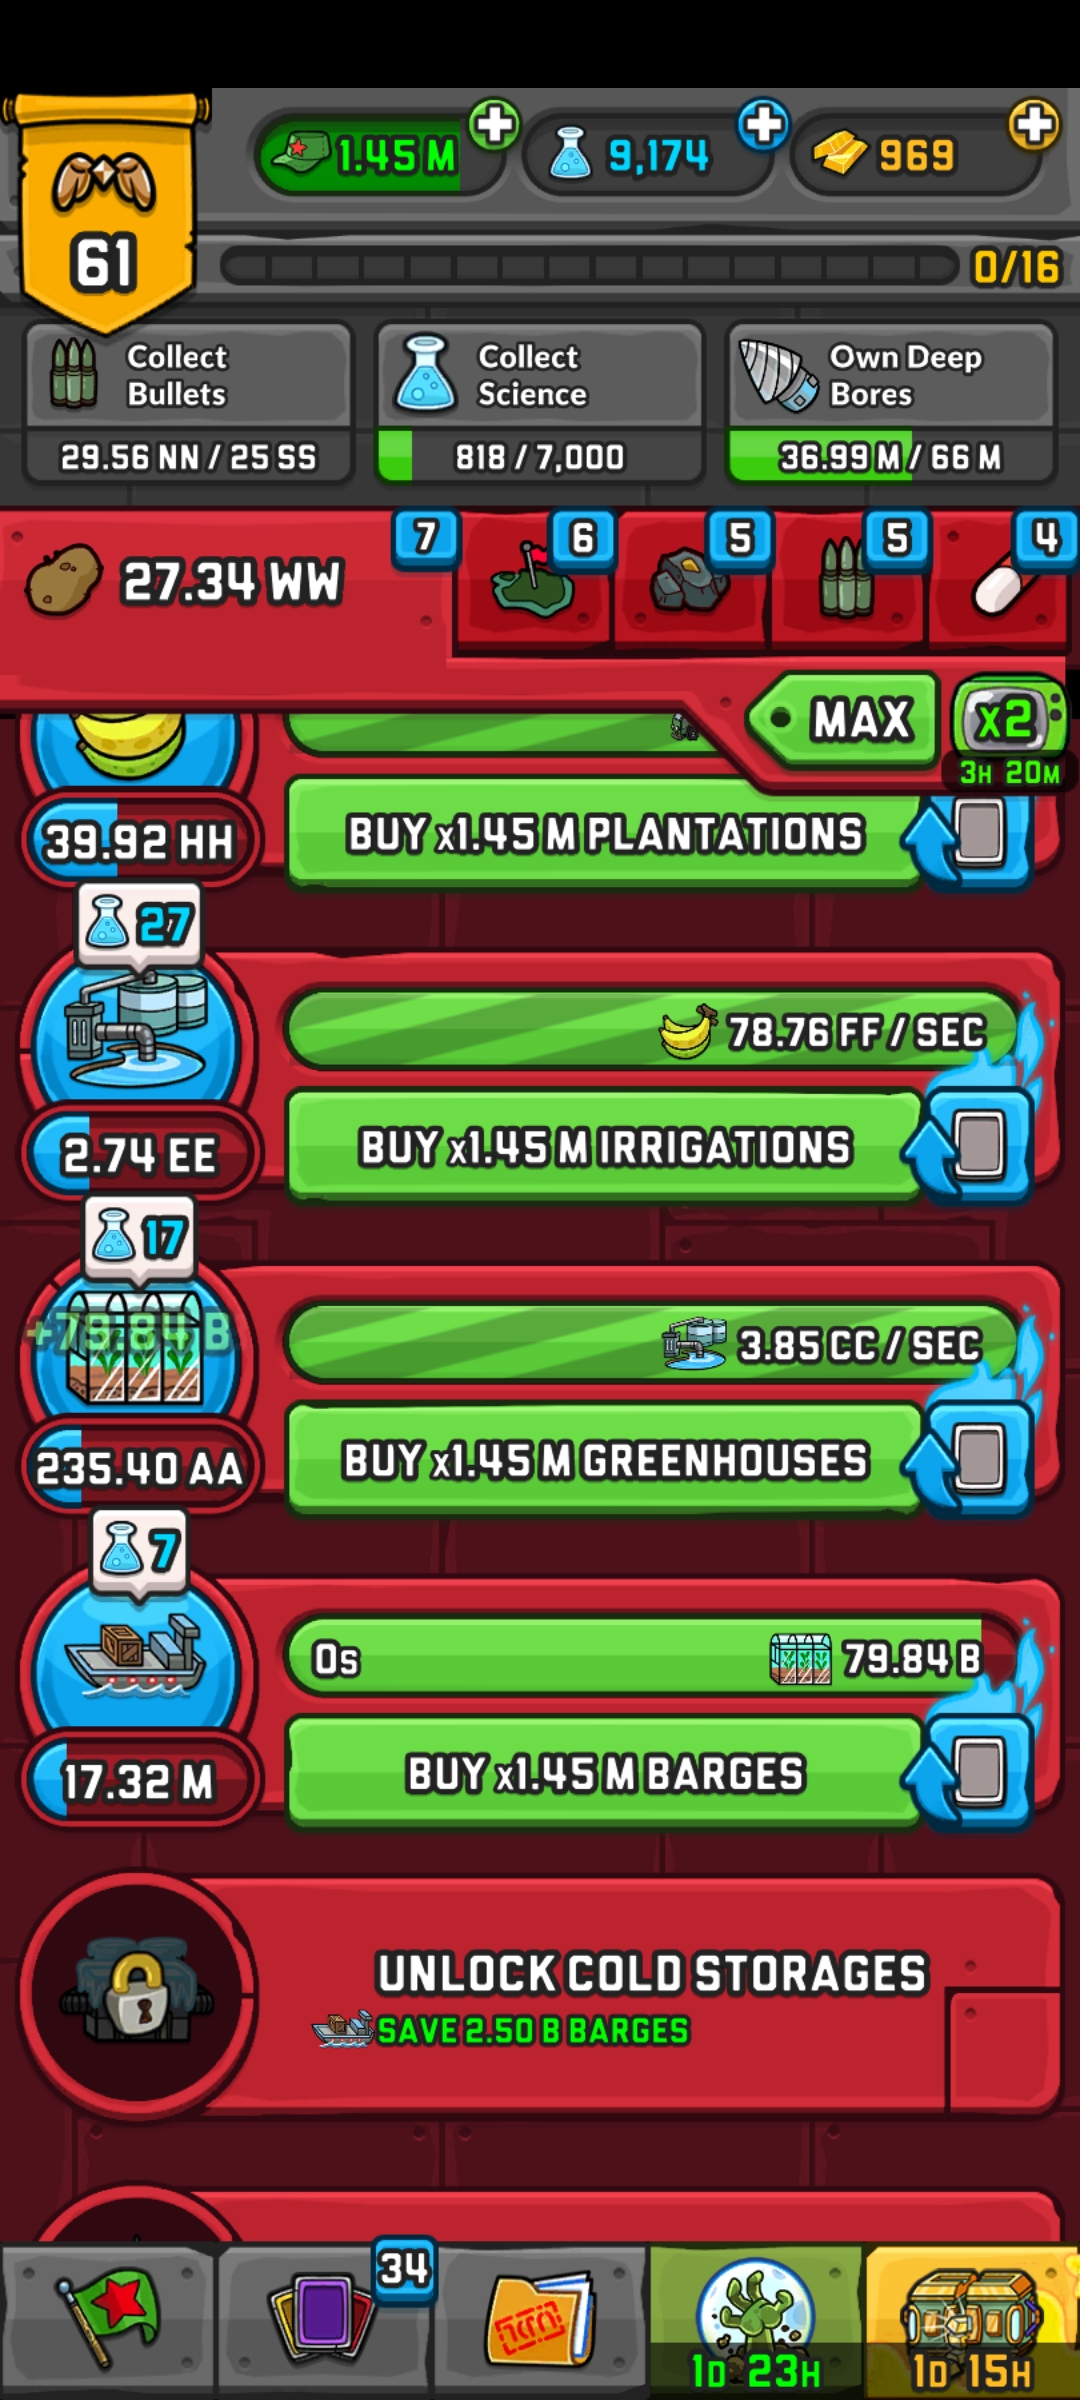 1.45 M
9,174
969
61
0/16
Collect
Bullets
29.56 NN / 25 SS
Collect
Science
818 / 7,000
Own Deep
Bores
36.99 M / 66 M
27.34 WW
7
6
5
5
4
MAX
x2
3H 20M
39.92 HH
BUY x1.45 M PLANTATIONS
27
78.76 FF / SEC
2.74 EE
BUY x1.45 M IRRIGATIONS
17
+79.84 B
3.85 CC / SEC
235.40 AA
BUY x1.45 M GREENHOUSES
7
0s
79.84 B
17.32 M
BUY x1.45 M BARGES
UNLOCK COLD STORAGES
SAVE 2.50 B BARGES
34
1D 23H
1D 15H